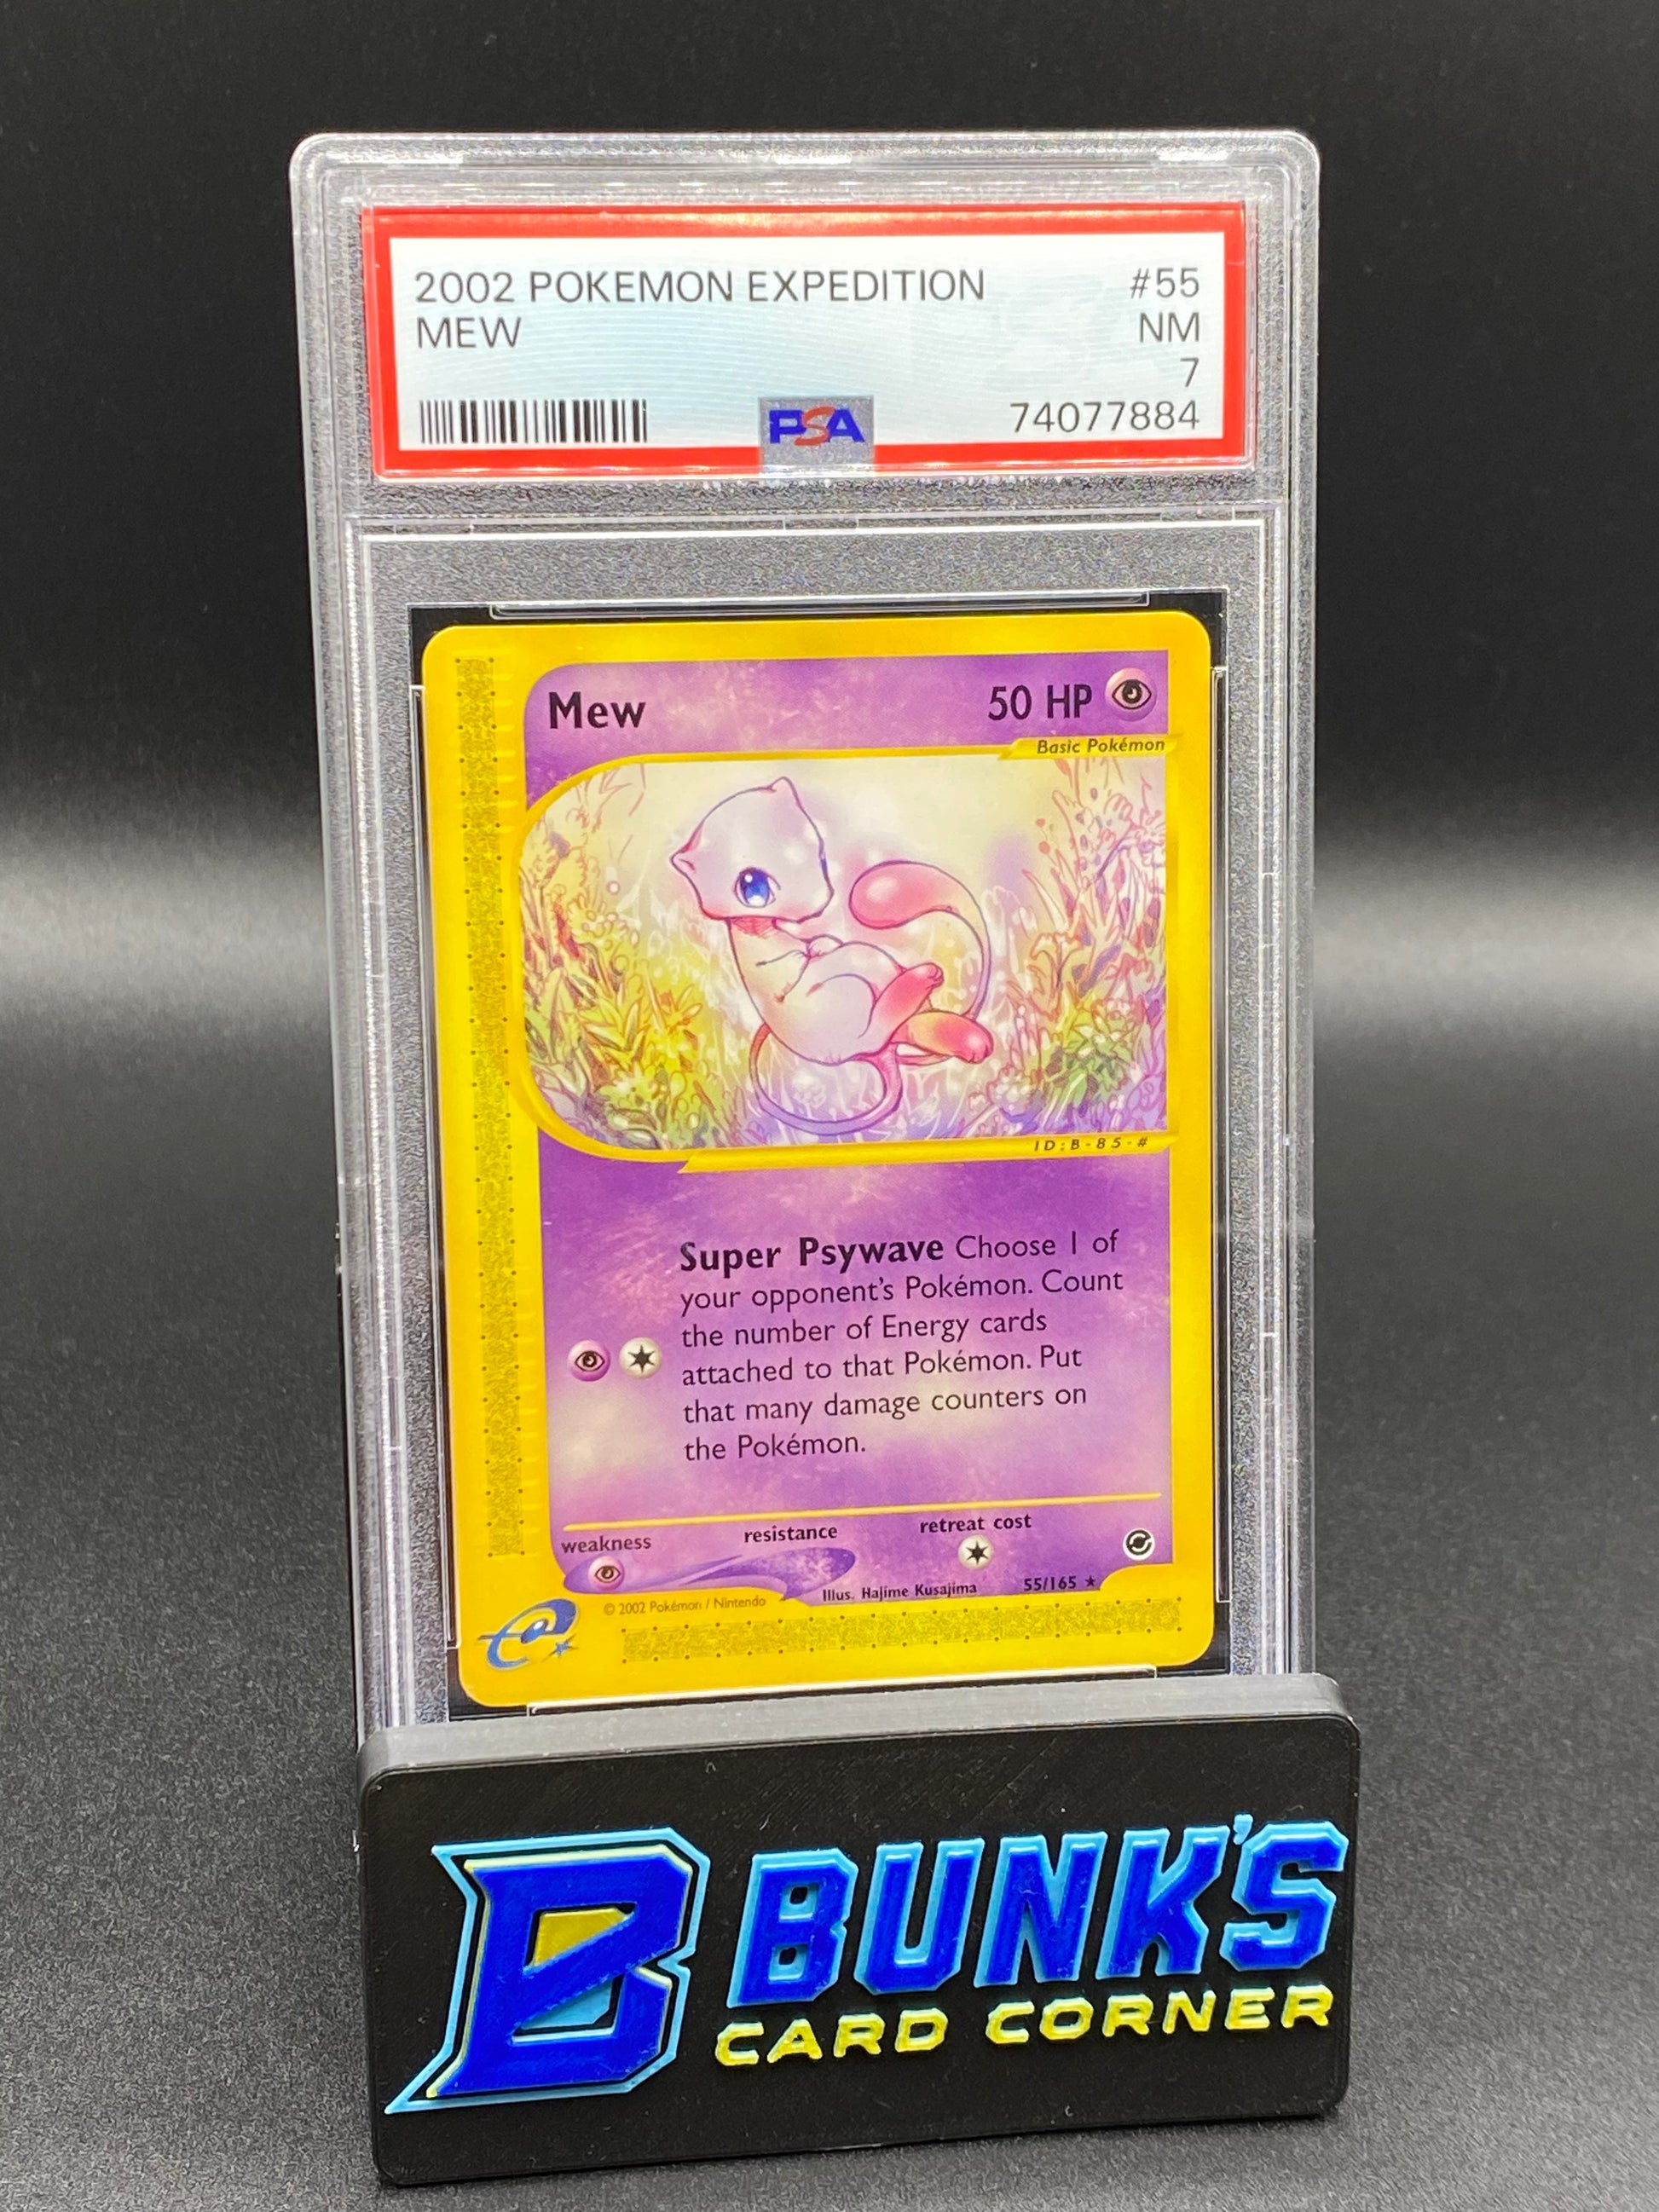 2002 POKEMON EXPEDITION #55
MEW NM
7
PSA 74077884
Mew 50 HP
Basic Pokémon
ID:B-85-#
Super Psywave Choose 1 of
your opponent's Pokémon. Count
the number of Energy cards
attached to that Pokémon. Put
that many damage counters on
the Pokémon.
weakness resistance retreat cost
Illus. Hajime Kusajima 55/165 ★
© 2002 Pokémon / Nintendo
e
B BUNK'S
CARD CORNER